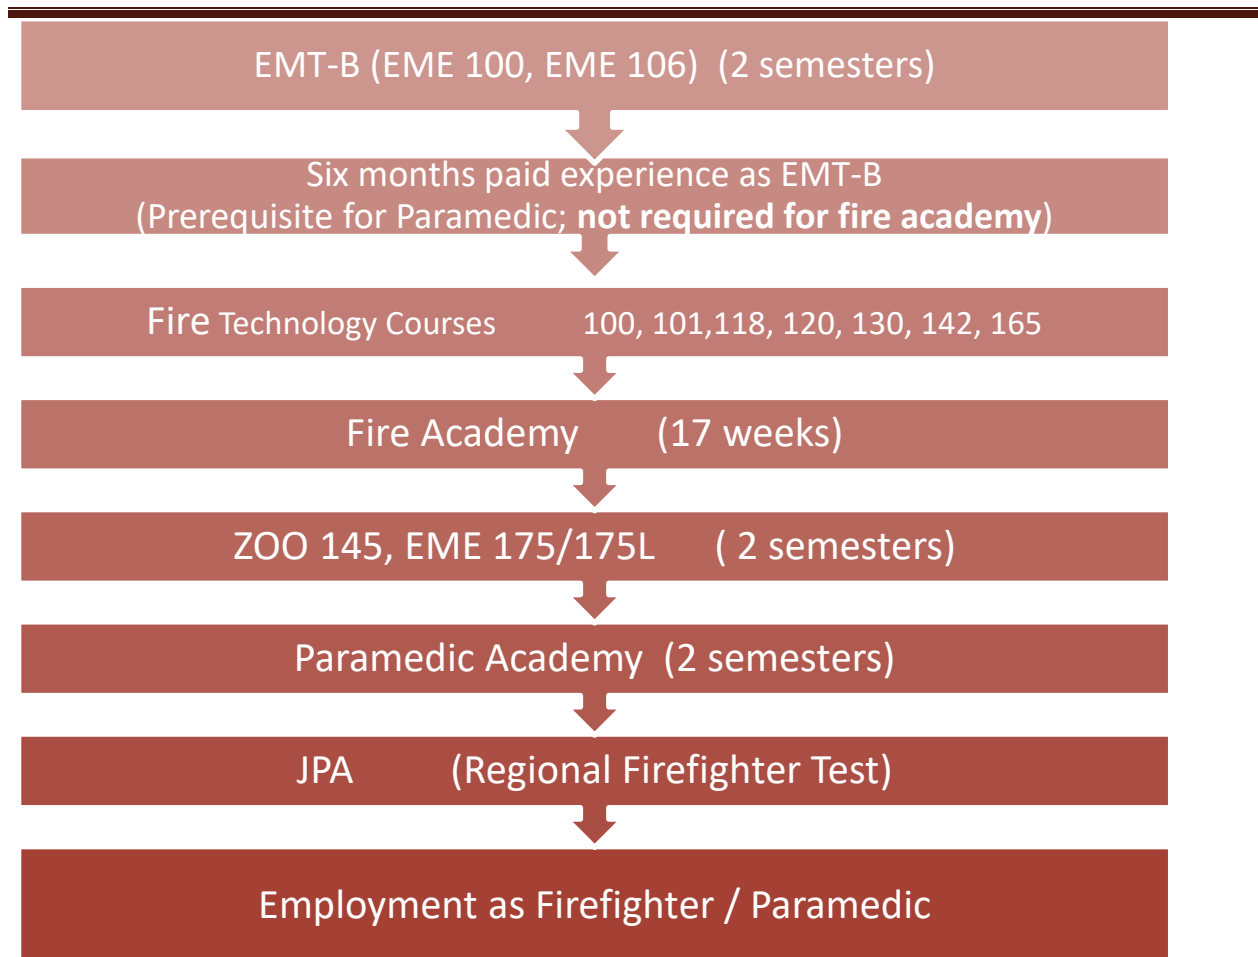 EMT-B (EME 100, EME 106)  (2 semesters)
Six months paid experience as EMT-B
(Prerequisite for Paramedic; not required for fire academy)
Fire Technology Courses 100, 101,118, 120, 130, 142, 165
Fire Academy (17 weeks)
ZOO 145, EME 175/175L ( 2 semesters)
Paramedic Academy (2 semesters)
JPA (Regional Firefighter Test)
Employment as Firefighter / Paramedic